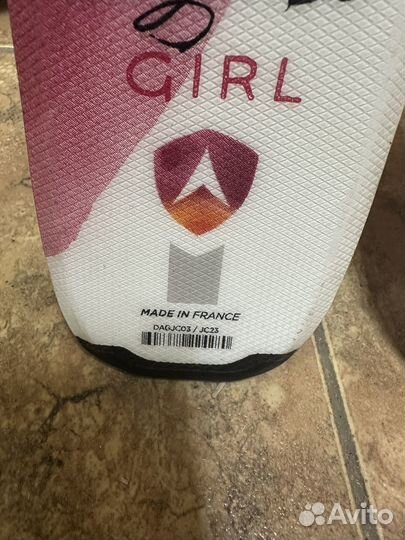 GIRL
MADE IN FRANCE
DAGJC03 / JC23
Avito